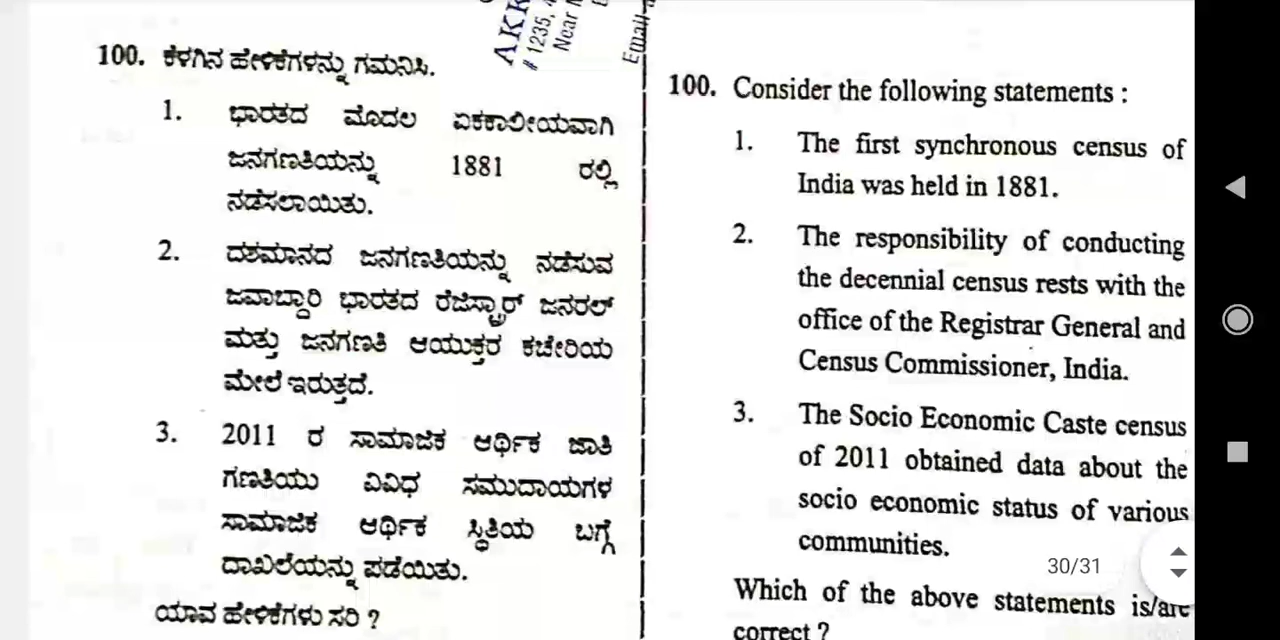 AKK
# 1235,
Near
100. ಕೆಳಗಿನ ಹೇಳಿಕೆಗಳನ್ನು ಗಮನಿಸಿ.
1. ಭಾರತದ ಮೊದಲ ಏಕಕಾಲೀಯವಾಗಿ
ಜನಗಣತಿಯನ್ನು 1881 ರಲ್ಲಿ
ನಡೆಸಲಾಯಿತು.
2. ದಶಮಾನದ ಜನಗಣತಿಯನ್ನು ನಡೆಸುವ
ಜವಾಬ್ದಾರಿ ಭಾರತದ ರೆಜಿಸ್ಟ್ರಾರ್ ಜನರಲ್
ಮತ್ತು ಜನಗಣತಿ ಆಯುಕ್ತರ ಕಚೇರಿಯ
ಮೇಲೆ ಇರುತ್ತದೆ.
3. 2011 ರ ಸಾಮಾಜಿಕ ಆರ್ಥಿಕ ಜಾತಿ
ಗಣತಿಯು ವಿವಿಧ ಸಮುದಾಯಗಳ
ಸಾಮಾಜಿಕ ಆರ್ಥಿಕ ಸ್ಥಿತಿಯ ಬಗ್ಗೆ
ದಾಖಲೆಯನ್ನು ಪಡೆಯಿತು.
ಯಾವ ಹೇಳಿಕೆಗಳು ಸರಿ ?
100. Consider the following statements :
1. The first synchronous census of
India was held in 1881.
2. The responsibility of conducting
the decennial census rests with the
office of the Registrar General and
Census Commissioner, India.
3. The Socio Economic Caste census
of 2011 obtained data about the
socio economic status of various
communities.
Which of the above statements is/are
correct ?
30/31